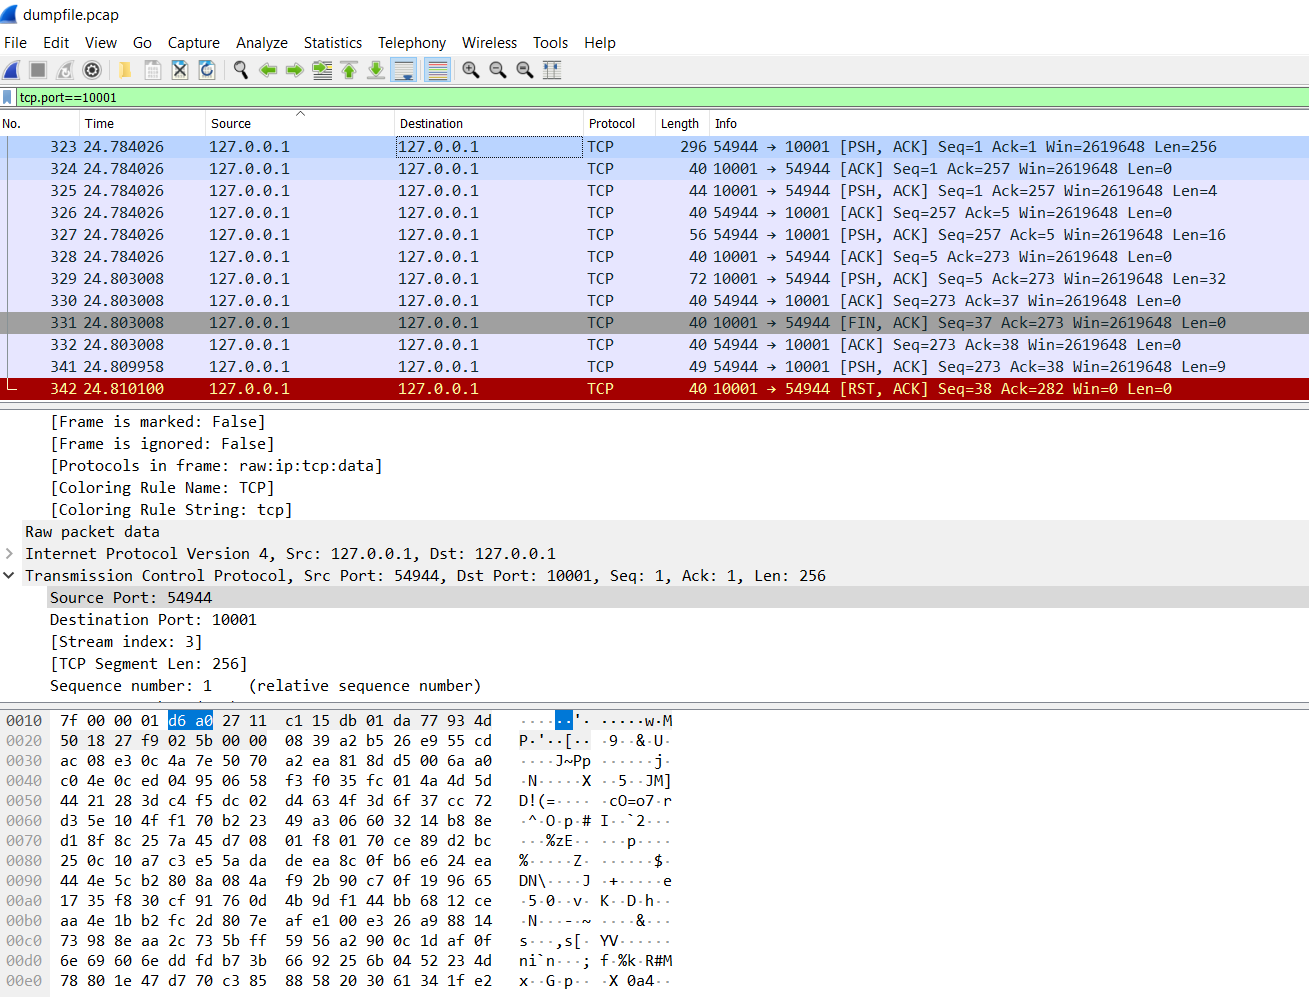 dumpfile.pcap
File Edit View Go Capture Analyze Statistics Telephony Wireless Tools Help
tcp.port==10001
No. Time Source Destination Protocol Length Info
323 24.784026 127.0.0.1 127.0.0.1 TCP 296 54944 → 10001 [PSH, ACK] Seq=1 Ack=1 Win=2619648 Len=256
324 24.784026 127.0.0.1 127.0.0.1 TCP 40 10001 → 54944 [ACK] Seq=1 Ack=257 Win=2619648 Len=0
325 24.784026 127.0.0.1 127.0.0.1 TCP 44 10001 → 54944 [PSH, ACK] Seq=1 Ack=257 Win=2619648 Len=4
326 24.784026 127.0.0.1 127.0.0.1 TCP 40 54944 → 10001 [ACK] Seq=257 Ack=5 Win=2619648 Len=0
327 24.784026 127.0.0.1 127.0.0.1 TCP 56 54944 → 10001 [PSH, ACK] Seq=257 Ack=5 Win=2619648 Len=16
328 24.784026 127.0.0.1 127.0.0.1 TCP 40 10001 → 54944 [ACK] Seq=5 Ack=273 Win=2619648 Len=0
329 24.803008 127.0.0.1 127.0.0.1 TCP 72 10001 → 54944 [PSH, ACK] Seq=5 Ack=273 Win=2619648 Len=32
330 24.803008 127.0.0.1 127.0.0.1 TCP 40 54944 → 10001 [ACK] Seq=273 Ack=37 Win=2619648 Len=0
331 24.803008 127.0.0.1 127.0.0.1 TCP 40 10001 → 54944 [FIN, ACK] Seq=37 Ack=273 Win=2619648 Len=0
332 24.803008 127.0.0.1 127.0.0.1 TCP 40 54944 → 10001 [ACK] Seq=273 Ack=38 Win=2619648 Len=0
341 24.809958 127.0.0.1 127.0.0.1 TCP 49 54944 → 10001 [PSH, ACK] Seq=273 Ack=38 Win=2619648 Len=9
342 24.810100 127.0.0.1 127.0.0.1 TCP 40 10001 → 54944 [RST, ACK] Seq=38 Ack=282 Win=0 Len=0
[Frame is marked: False]
[Frame is ignored: False]
[Protocols in frame: raw:ip:tcp:data]
[Coloring Rule Name: TCP]
[Coloring Rule String: tcp]
Raw packet data
Internet Protocol Version 4, Src: 127.0.0.1, Dst: 127.0.0.1
Transmission Control Protocol, Src Port: 54944, Dst Port: 10001, Seq: 1, Ack: 1, Len: 256
Source Port: 54944
Destination Port: 10001
[Stream index: 3]
[TCP Segment Len: 256]
Sequence number: 1 (relative sequence number)
0010 7f 00 00 01 d6 a0 27 11 c1 15 db 01 da 77 93 4d ······'· ·····w·M
0020 50 18 27 f9 02 5b 00 00 08 39 a2 b5 26 e9 55 cd P·'··[·· ·9··&·U·
0030 ac 08 e3 0c 4a 7e 50 70 a2 ea 81 8d d5 00 6a a0 ····J~Pp ······j·
0040 c0 4e 0c ed 04 95 06 58 f3 f0 35 fc 01 4a 4d 5d ·N·····X ··5··JM]
0050 44 21 28 3d c4 f5 dc 02 d4 63 4f 3d 6f 37 cc 72 D!(=···· ·cO=o7·r
0060 d3 5e 10 4f f1 70 b2 23 49 a3 06 60 32 14 b8 8e ·^·O·p·# I··`2···
0070 d1 8f 8c 25 7a 45 d7 08 01 f8 01 70 ce 89 d2 bc ···%zE·· ···p····
0080 25 0c 10 a7 c3 e5 5a da de ea 8c 0f b6 e6 24 ea %·····Z· ······$·
0090 44 4e 5c b2 80 8a 08 4a f9 2b 90 c7 0f 19 96 65 DN\····J ·+·····e
00a0 17 35 f8 30 cf 91 76 0d 4b 9d f1 44 bb 68 12 ce ·5·0··v· K··D·h··
00b0 aa 4e 1b b2 fc 2d 80 7e af e1 00 e3 26 a9 88 14 ·N···-·~ ····&···
00c0 73 98 8e aa 2c 73 5b ff 59 56 a2 90 0c 1d af 0f s···,s[· YV······
00d0 6e 69 60 6e dd fd b7 3b 66 92 25 6b 04 52 23 4d ni`n···; f·%k·R#M
00e0 78 80 1e 47 d7 70 c3 85 88 58 20 30 61 34 1f e2 x··G·p·· ·X 0a4··